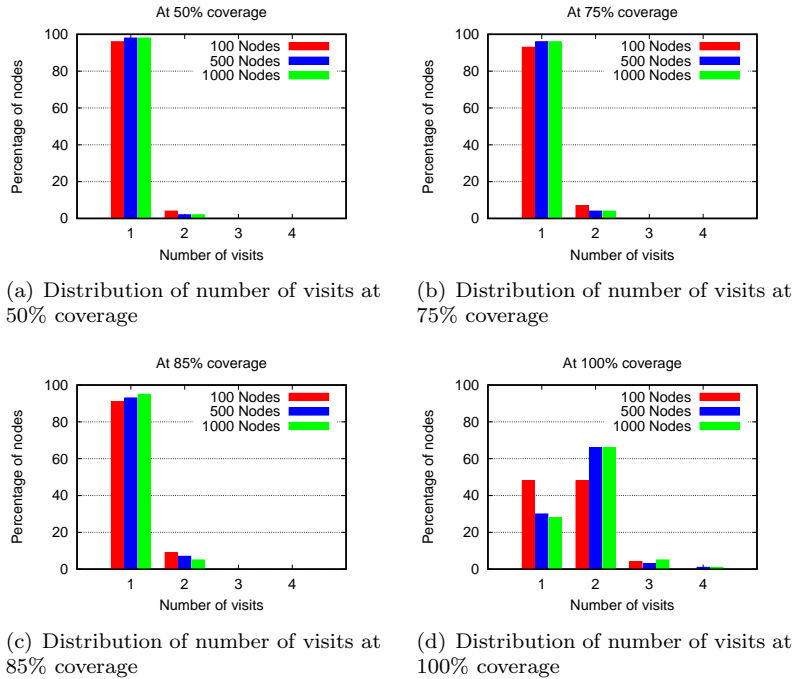 At 50% coverage
100
80
60
40
20
0
Percentage of nodes
100 Nodes
500 Nodes
1000 Nodes
1 2 3 4
Number of visits
(a) Distribution of number of visits at
50% coverage
At 75% coverage
100
80
60
40
20
0
Percentage of nodes
100 Nodes
500 Nodes
1000 Nodes
1 2 3 4
Number of visits
(b) Distribution of number of visits at
75% coverage
At 85% coverage
100
80
60
40
20
0
Percentage of nodes
100 Nodes
500 Nodes
1000 Nodes
1 2 3 4
Number of visits
(c) Distribution of number of visits at
85% coverage
At 100% coverage
100
80
60
40
20
0
Percentage of nodes
100 Nodes
500 Nodes
1000 Nodes
1 2 3 4
Number of visits
(d) Distribution of number of visits at
100% coverage